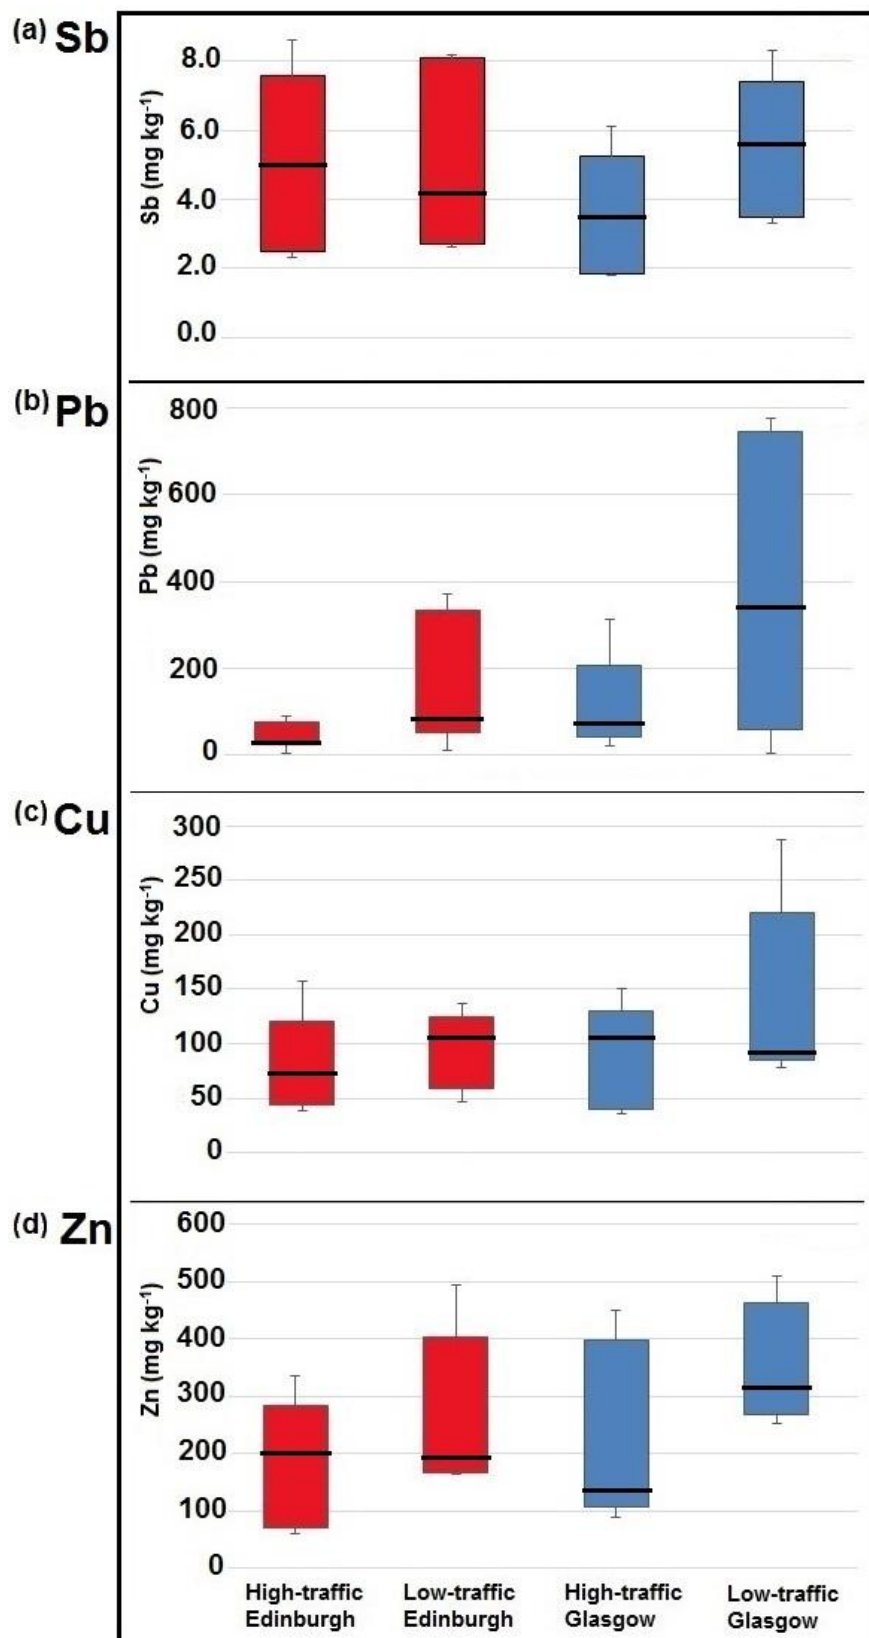 (a) Sb
Sb (mg kg-1)
8.0
6.0
4.0
2.0
0.0
(b) Pb
Pb (mg kg-1)
800
600
400
200
0
(c) Cu
Cu (mg kg-1)
300
250
200
150
100
50
0
(d) Zn
Zn (mg kg-1)
600
500
400
300
200
100
0
High-traffic Edinburgh
Low-traffic Edinburgh
High-traffic Glasgow
Low-traffic Glasgow